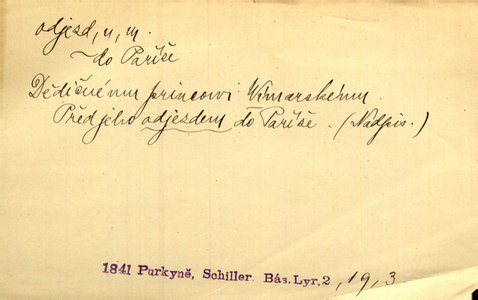 odjezd, u, m.
~ do Paříže
Dědičnému princovi Vimarskému
Před jeho odjezdem do Paříže. (Nadpis.)
1841 Purkyně, Schiller. Bás. Lyr. 2, 19, 3